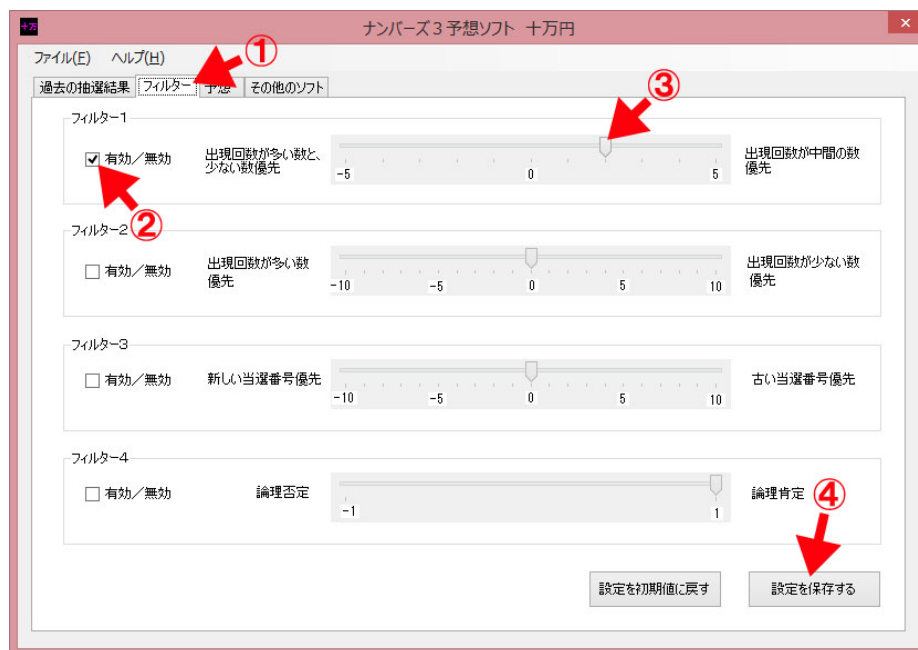 十万
ナンバーズ3予想ソフト 十万円
×
ファイル(F) ヘルプ(H)
①
過去の抽選結果 フィルター 予想 その他のソフト
③
フィルター1
有効/無効
出現回数が多い数と、
少ない数優先
-5 0 5
出現回数が中間の数
優先
②
フィルター2
有効/無効
出現回数が多い数
優先
-10 -5 0 5 10
出現回数が少ない数
優先
フィルター3
有効/無効
新しい当選番号優先
-10 -5 0 5 10
古い当選番号優先
フィルター4
有効/無効
論理否定
-1 1
論理肯定
④
設定を初期値に戻す
設定を保存する